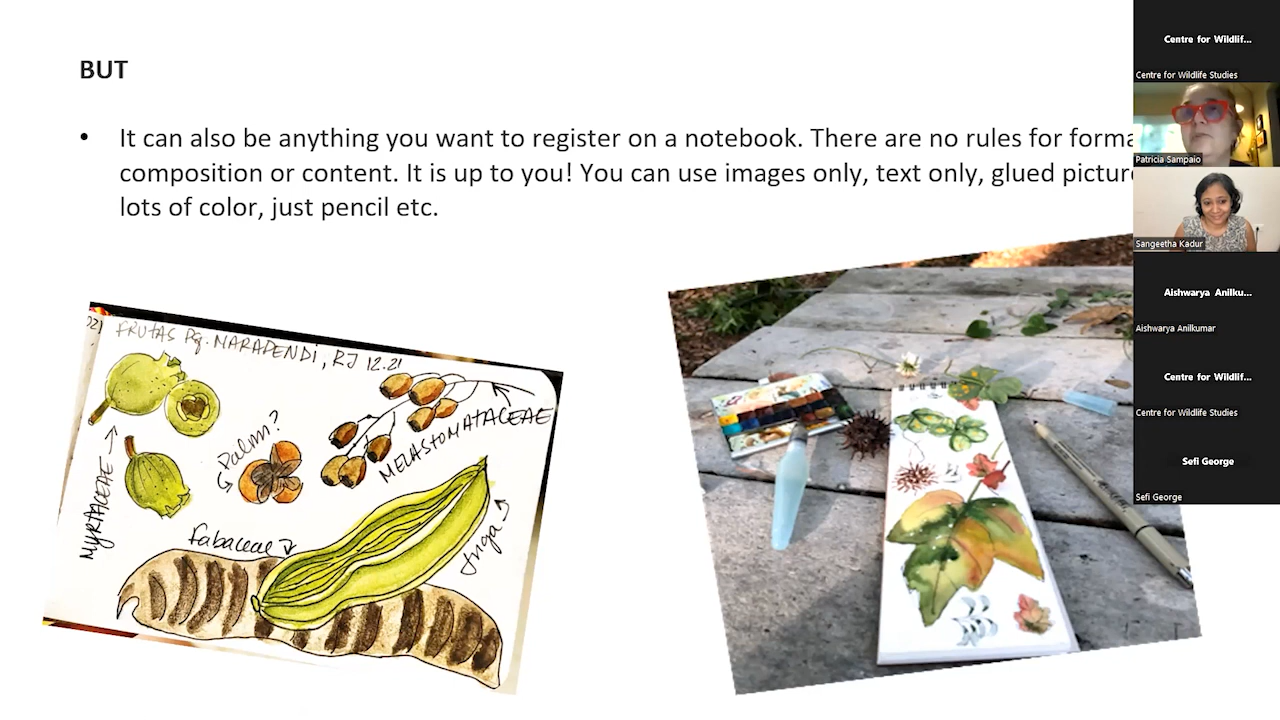 BUT
• It can also be anything you want to register on a notebook. There are no rules for forma
composition or content. It is up to you! You can use images only, text only, glued pictur
lots of color, just pencil etc.
FRUTAS Pq. MARAPENDI, RJ 12.21
MYRTACEAE
Palm?
MELASTOMATACEAE
Fabaceae
Inga
Centre for Wildlif...
Centre for Wildlife Studies
Patricia Sampaio
Sangeetha Kadur
Aishwarya Anilku...
Aishwarya Anilkumar
Centre for Wildlif...
Centre for Wildlife Studies
Sefi George
Sefi George